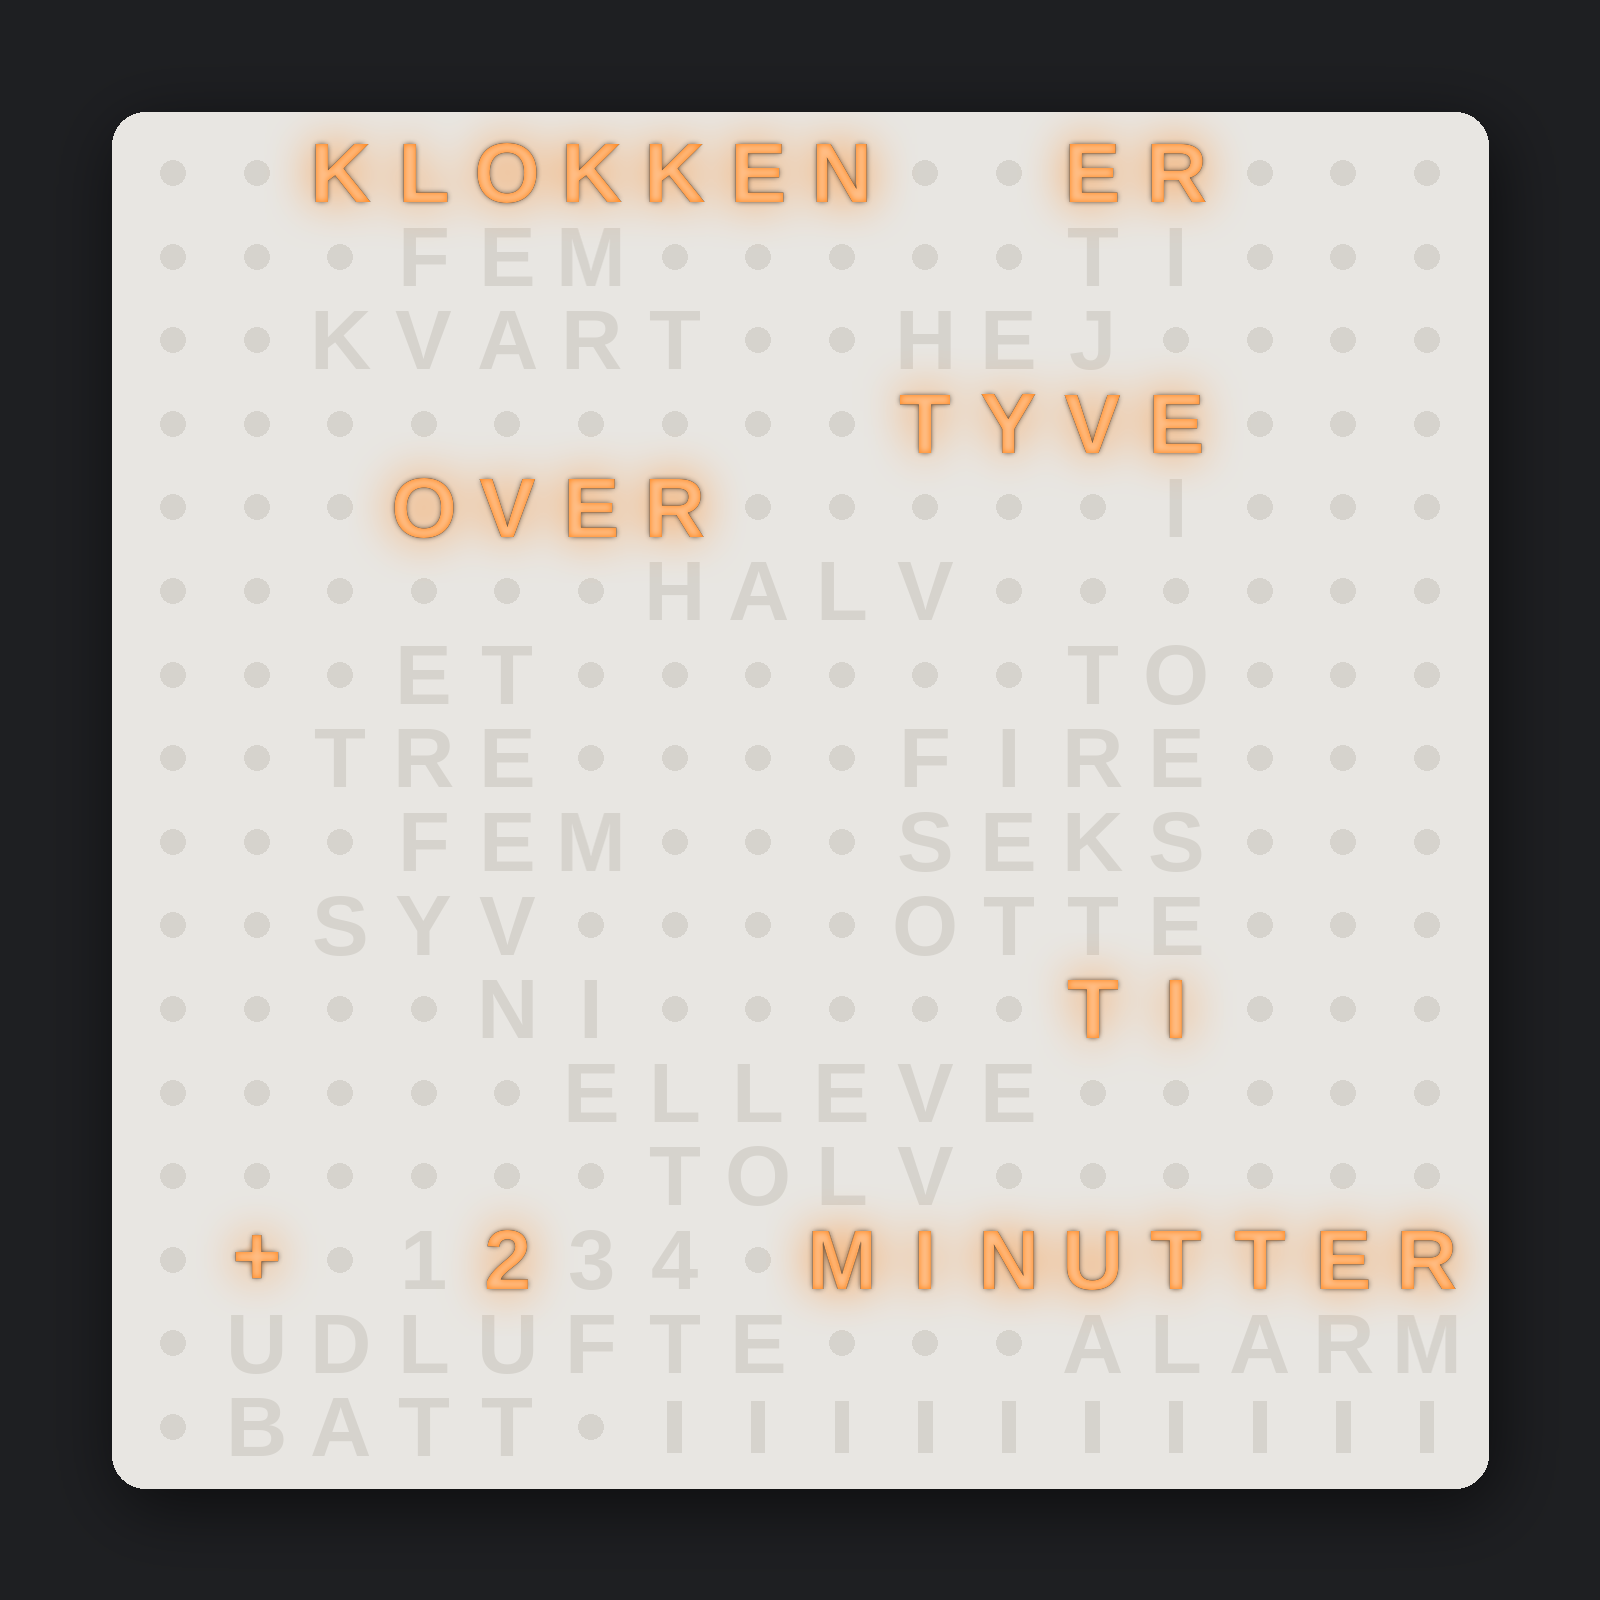 KLOKKEN ER
FEM TI
KVART HEJ
TYVE
OVER I
HALV
ET TO
TRE FIRE
FEM SEKS
SYV OTTE
NI TI
ELLEVE
TOLV
+ 1 2 3 4 MINUTTER
UDLUFTE ALARM
BATT I I I I I I I I I I